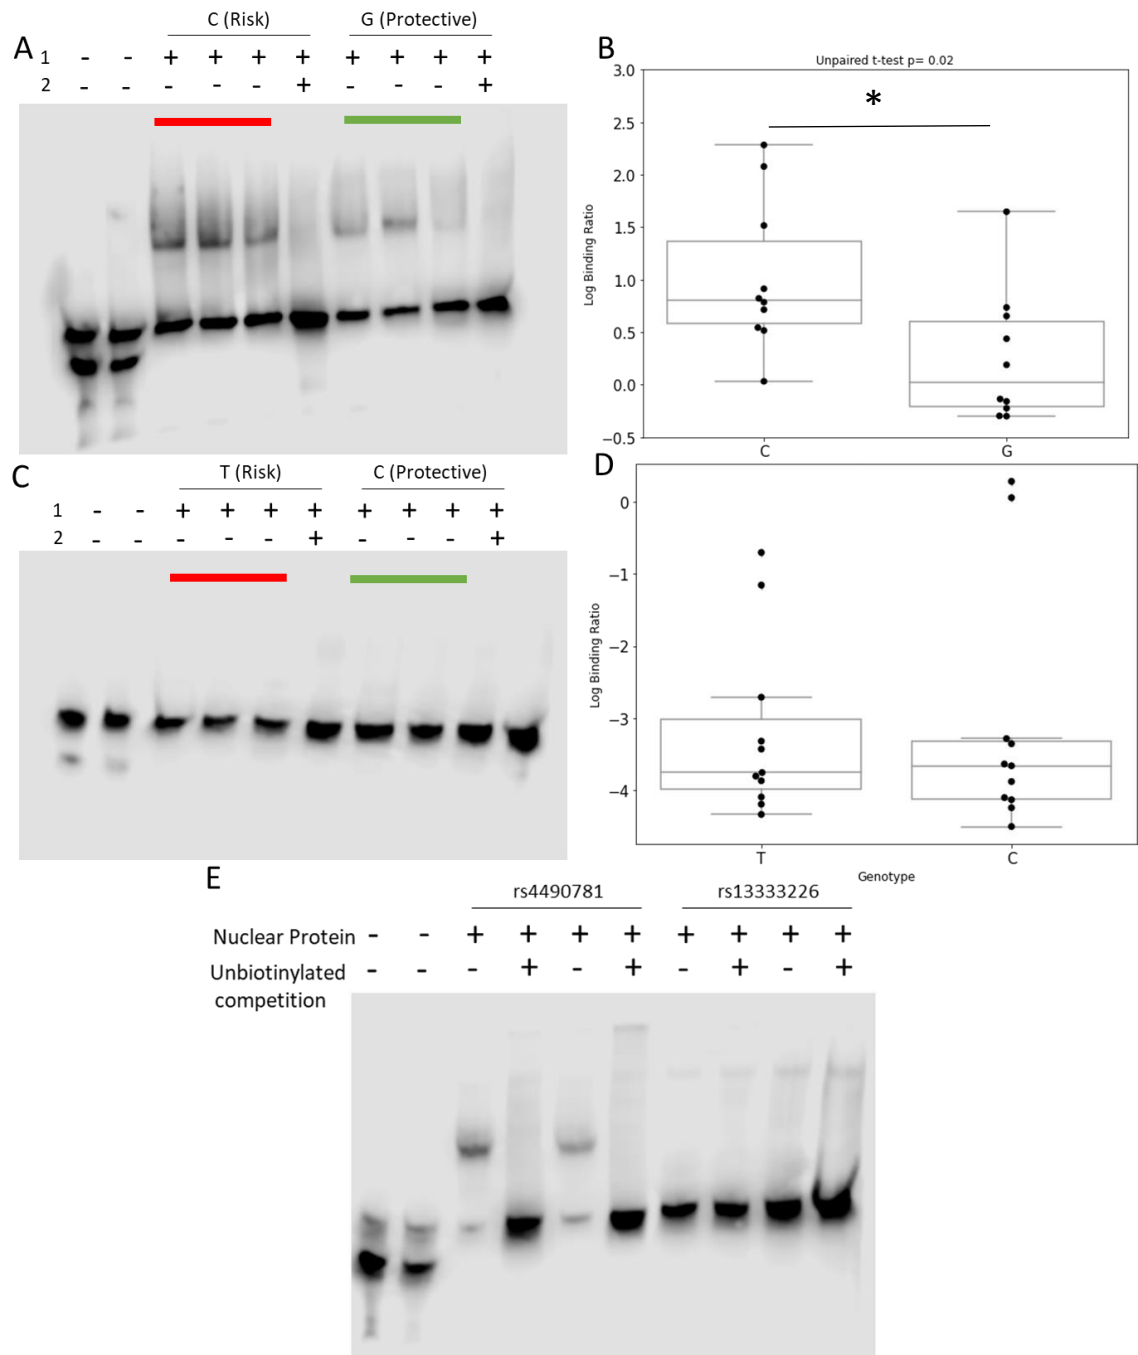 A
C (Risk) G (Protective)
1 - - + + + + + + + +
2 - - - - - + - - - +
B
Unpaired t-test p= 0.02
*
3.0
2.5
2.0
1.5
1.0
0.5
0.0
−0.5
Log Binding Ratio
C G
C
T (Risk) C (Protective)
1 - - + + + + + + + +
2 - - - - - + - - - +
D
0
−1
−2
−3
−4
Log Binding Ratio
T C
Genotype
E
rs4490781 rs13333226
Nuclear Protein - - + + + + + + + +
Unbiotinylated - - - + - + - + - +
competition